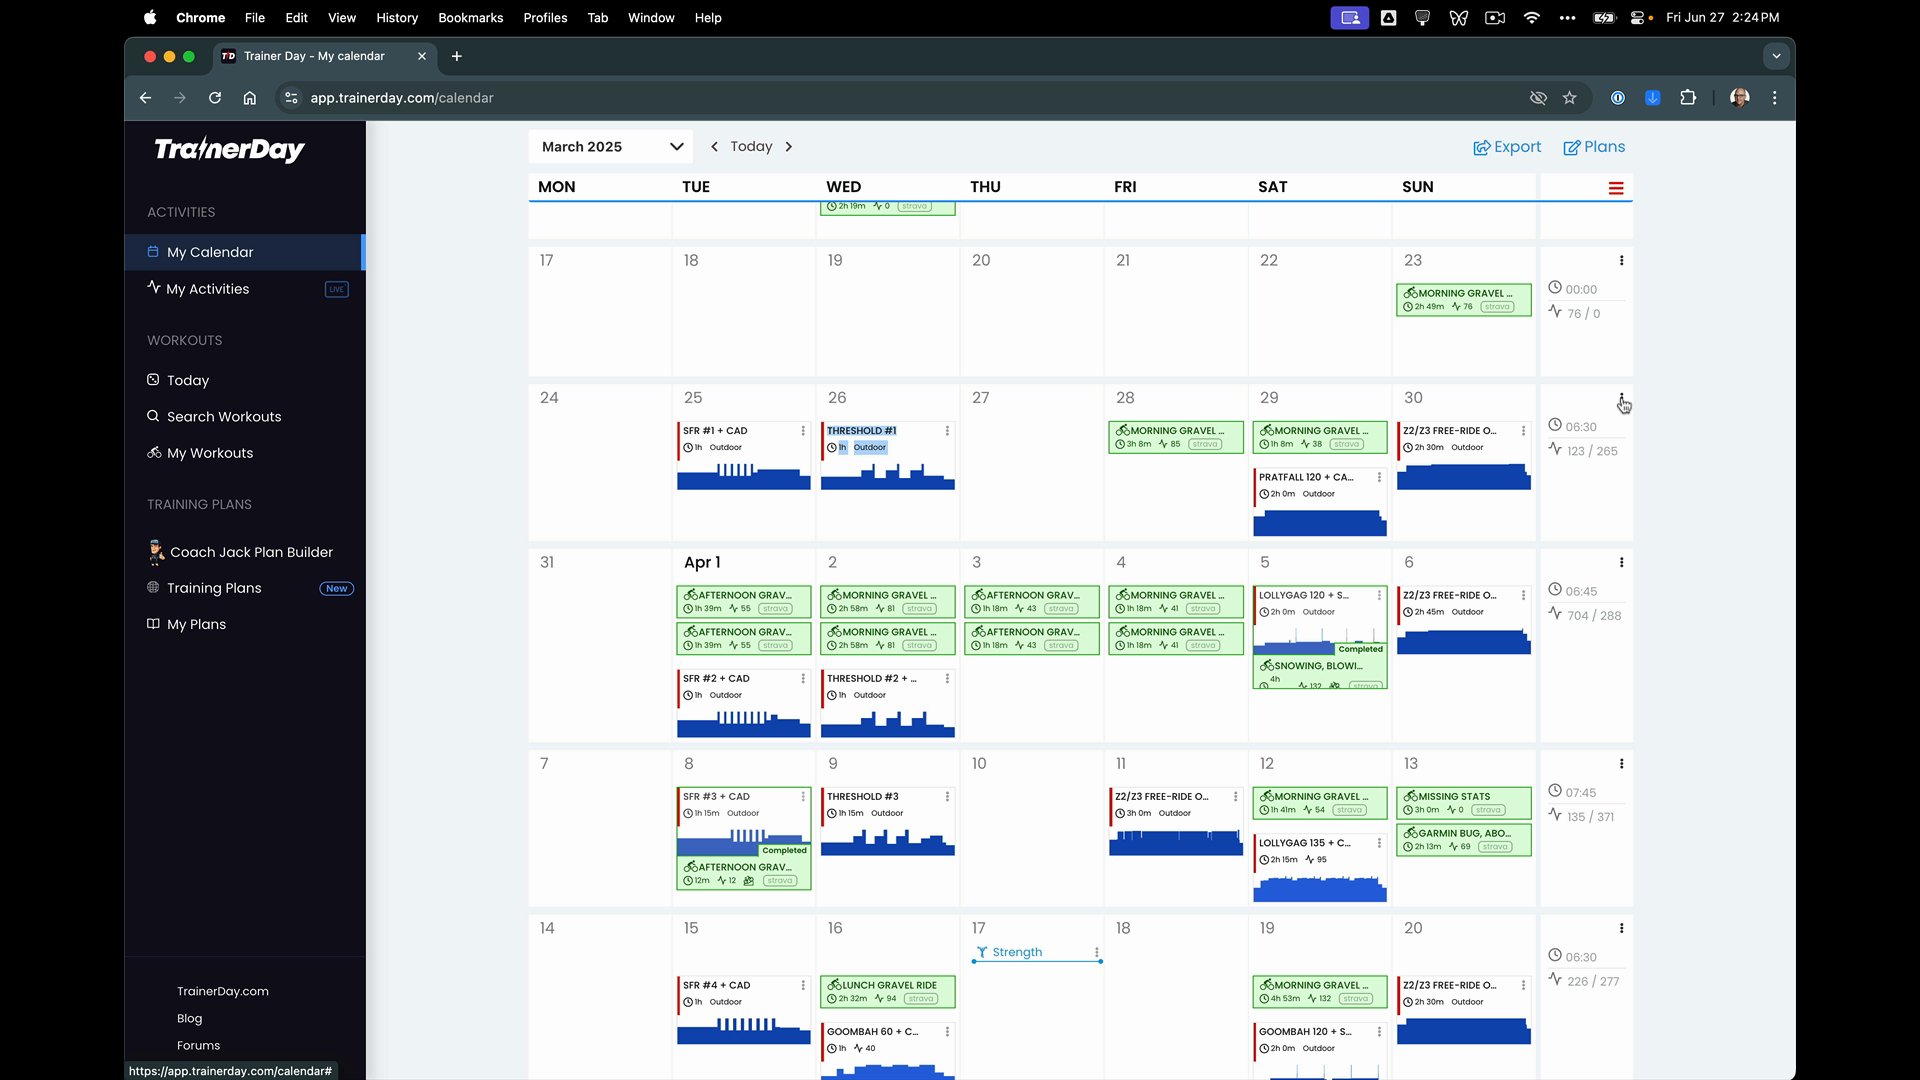 Chrome File Edit View History Bookmarks Profiles Tab Window Help Fri Jun 27 2:24 PM
Trainer Day - My calendar
app.trainerday.com/calendar
TrainerDay
ACTIVITIES
My Calendar
My Activities LIVE
WORKOUTS
Today
Search Workouts
My Workouts
TRAINING PLANS
Coach Jack Plan Builder
Training Plans New
My Plans
TrainerDay.com
Blog
Forums
https://app.trainerday.com/calendar#
March 2025 < Today > Export Plans
MON TUE WED THU FRI SAT SUN
2h 19m 0 strava
17 18 19 20 21 22 23
MORNING GRAVEL ...
2h 49m 76 strava
00:00
76 / 0
24 25 26 27 28 29 30
SFR #1 + CAD
1h Outdoor
THRESHOLD #1
1h Outdoor
MORNING GRAVEL ...
3h 8m 85 strava
MORNING GRAVEL ...
1h 8m 38 strava
PRATFALL 120 + CA...
2h 0m Outdoor
Z2/Z3 FREE-RIDE O...
2h 30m Outdoor
06:30
123 / 265
31 Apr 1 2 3 4 5 6
AFTERNOON GRAV...
1h 39m 55 strava
AFTERNOON GRAV...
1h 39m 55 strava
SFR #2 + CAD
1h Outdoor
MORNING GRAVEL ...
2h 58m 81 strava
MORNING GRAVEL ...
2h 58m 81 strava
THRESHOLD #2 + ...
1h Outdoor
AFTERNOON GRAV...
1h 18m 43 strava
AFTERNOON GRAV...
1h 18m 43 strava
MORNING GRAVEL ...
1h 18m 41 strava
MORNING GRAVEL ...
1h 18m 41 strava
LOLLYGAG 120 + S...
2h 0m Outdoor
Completed
SNOWING, BLOWI...
4h
132 strava
Z2/Z3 FREE-RIDE O...
2h 45m Outdoor
06:45
704 / 288
7 8 9 10 11 12 13
SFR #3 + CAD
1h 15m Outdoor
Completed
AFTERNOON GRAV...
12m 12 strava
THRESHOLD #3
1h 15m Outdoor
Z2/Z3 FREE-RIDE O...
3h 0m Outdoor
MORNING GRAVEL ...
1h 41m 54 strava
LOLLYGAG 135 + C...
2h 15m 95
MISSING STATS
3h 0m 0 strava
GARMIN BUG, ABO...
2h 13m 69 strava
07:45
135 / 371
14 15 16 17 18 19 20
SFR #4 + CAD
1h Outdoor
LUNCH GRAVEL RIDE
2h 32m 94 strava
GOOMBAH 60 + C...
1h 40
Strength
MORNING GRAVEL ...
4h 53m 132 strava
GOOMBAH 120 + S...
2h 0m Outdoor
Z2/Z3 FREE-RIDE O...
2h 30m Outdoor
06:30
226 / 277